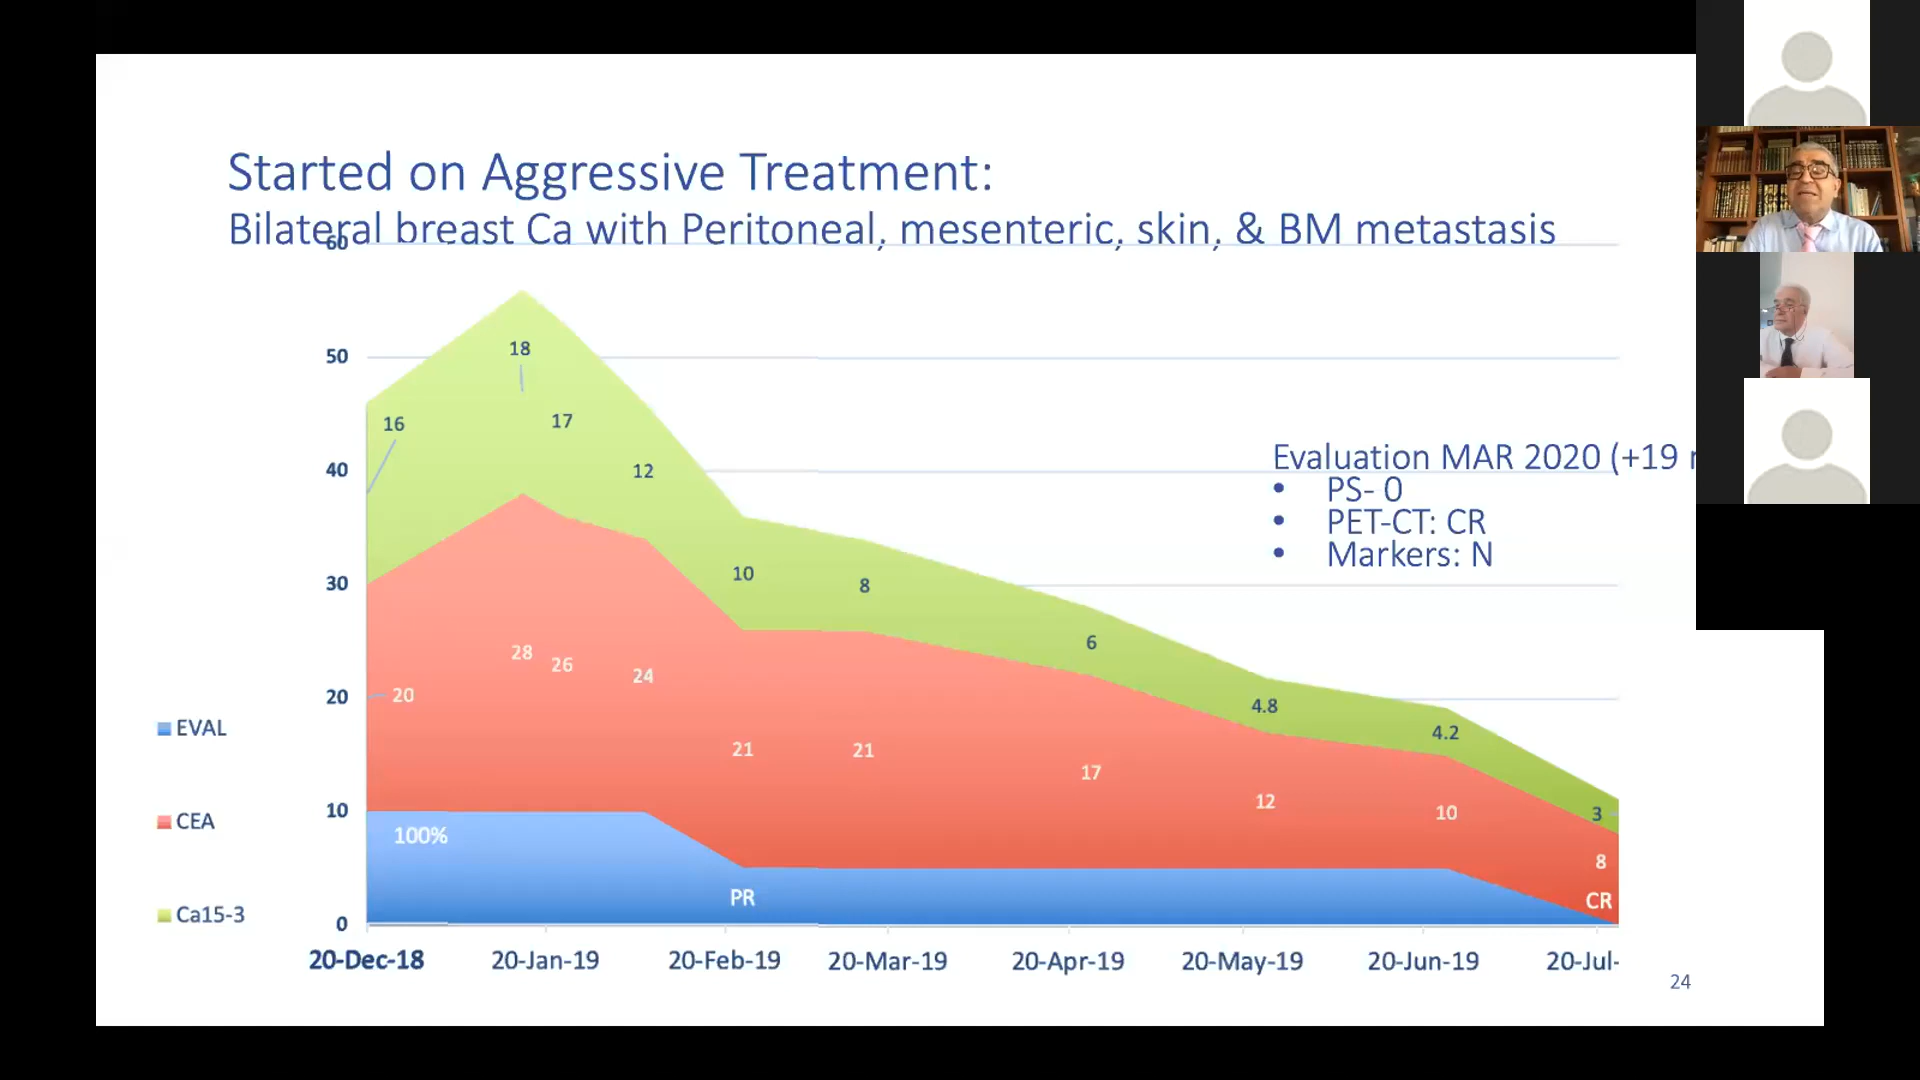 Started on Aggressive Treatment:
Bilateral breast Ca with Peritoneal, mesenteric, skin, & BM metastasis
60
50
40
30
20
10
0
16
18
17
12
10
8
6
4.8
4.2
3
20
28
26
24
21
21
17
12
10
8
100%
PR
CR
Evaluation MAR 2020 (+19
• PS- 0
• PET-CT: CR
• Markers: N
EVAL
CEA
Ca15-3
20-Dec-18
20-Jan-19
20-Feb-19
20-Mar-19
20-Apr-19
20-May-19
20-Jun-19
20-Jul-
24